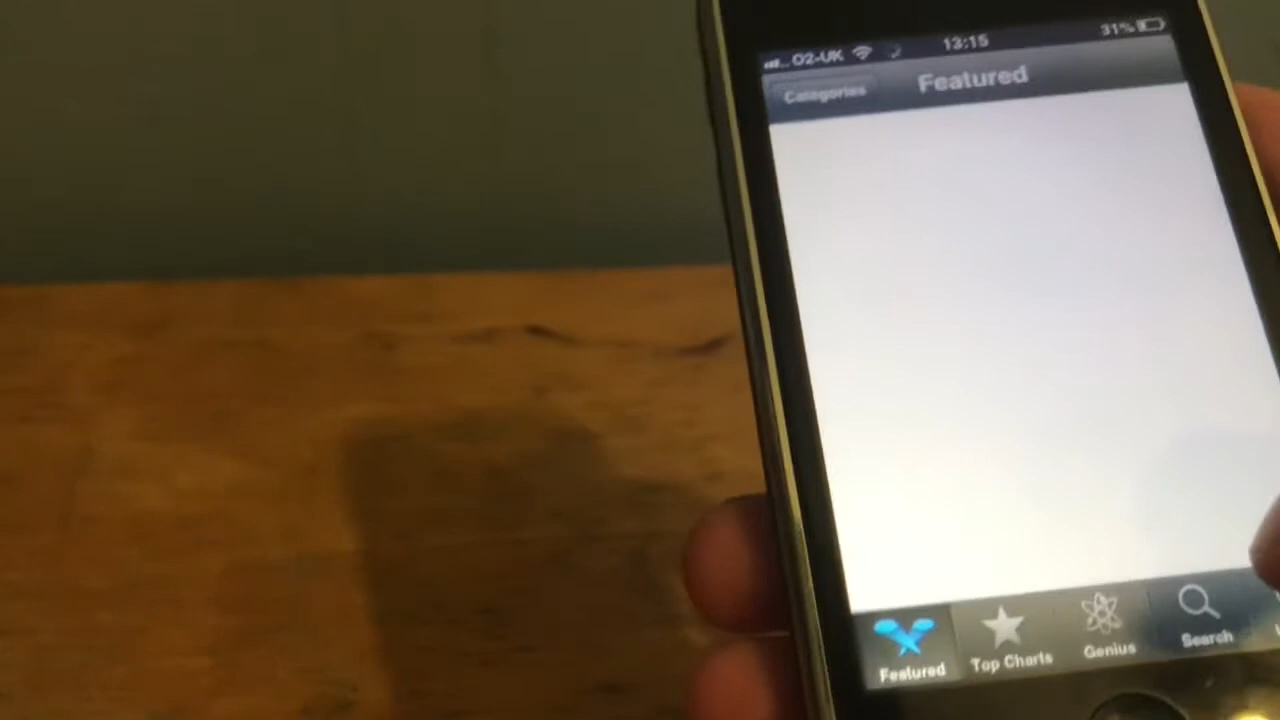 O2-UK 13:15 31%
Categories Featured
Featured Top Charts Genius Search